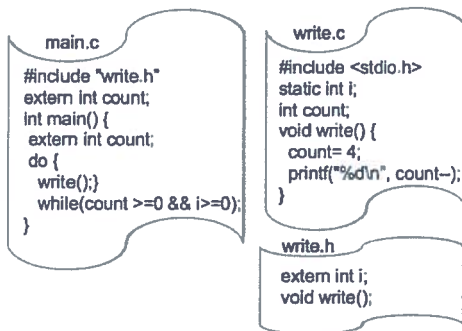 main.c
#include "write.h"
extern int count;
int main() {
extern int count;
do {
write();}
while(count >=0 && i>=0);
}
write.c
#include <stdio.h>
static int i;
int count;
void write() {
count= 4;
printf("%d\n", count--);
}
write.h
extern int i;
void write();